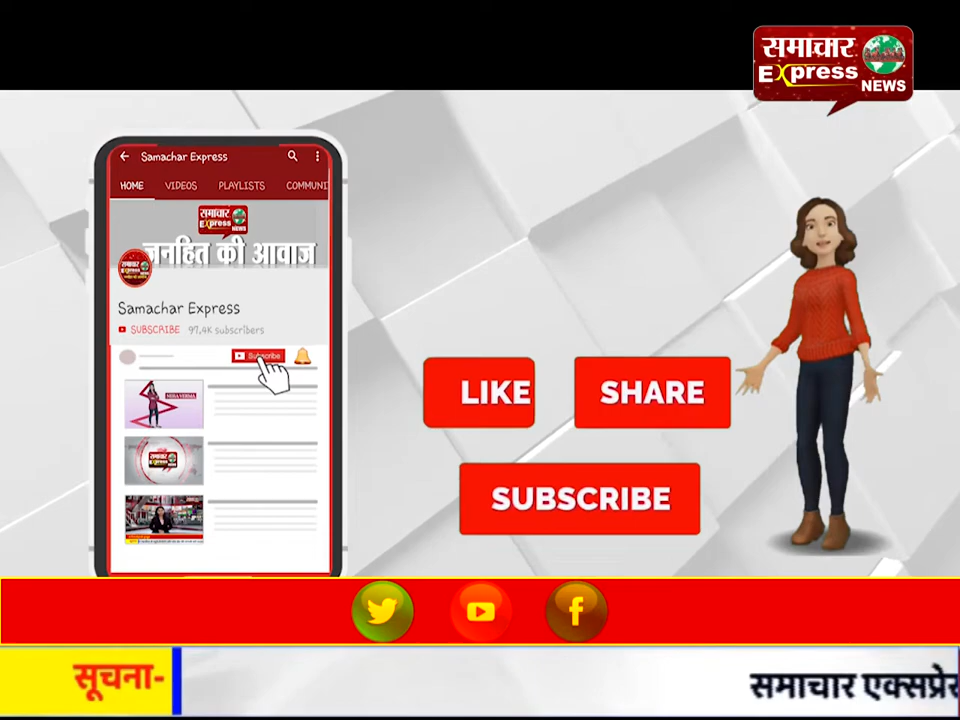 समाचार
Express
NEWS
Samachar Express
HOME VIDEOS PLAYLISTS COMMUNI
समाचार
Express
NEWS
जनहित की आवाज
Samachar Express
SUBSCRIBE 97.4K subscribers
Subscribe
LIKE SHARE
SUBSCRIBE
सूचना-
समाचार एक्सप्रेस